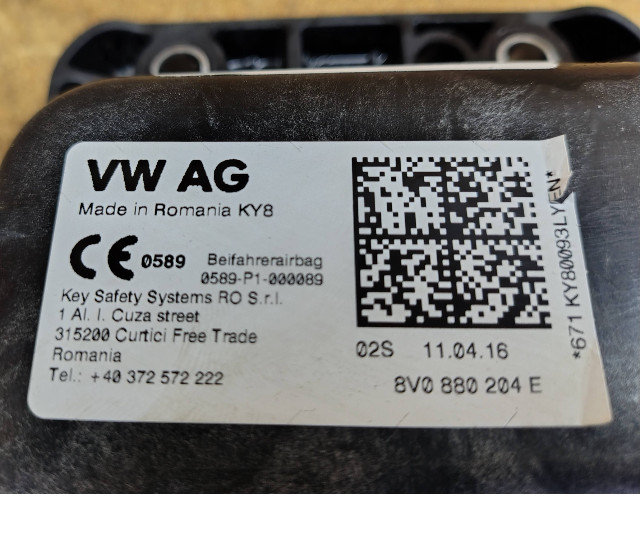 VW AG
Made in Romania KY8
CE 0589 Beifahrerairbag
0589-P1-000089
Key Safety Systems RO S.r.l.
1 Al. I. Cuza street
315200 Curtici Free Trade
Romania
Tel.: +40 372 572 222
02S 11.04.16
8V0 880 204 E
*671 KY80093LYEN*